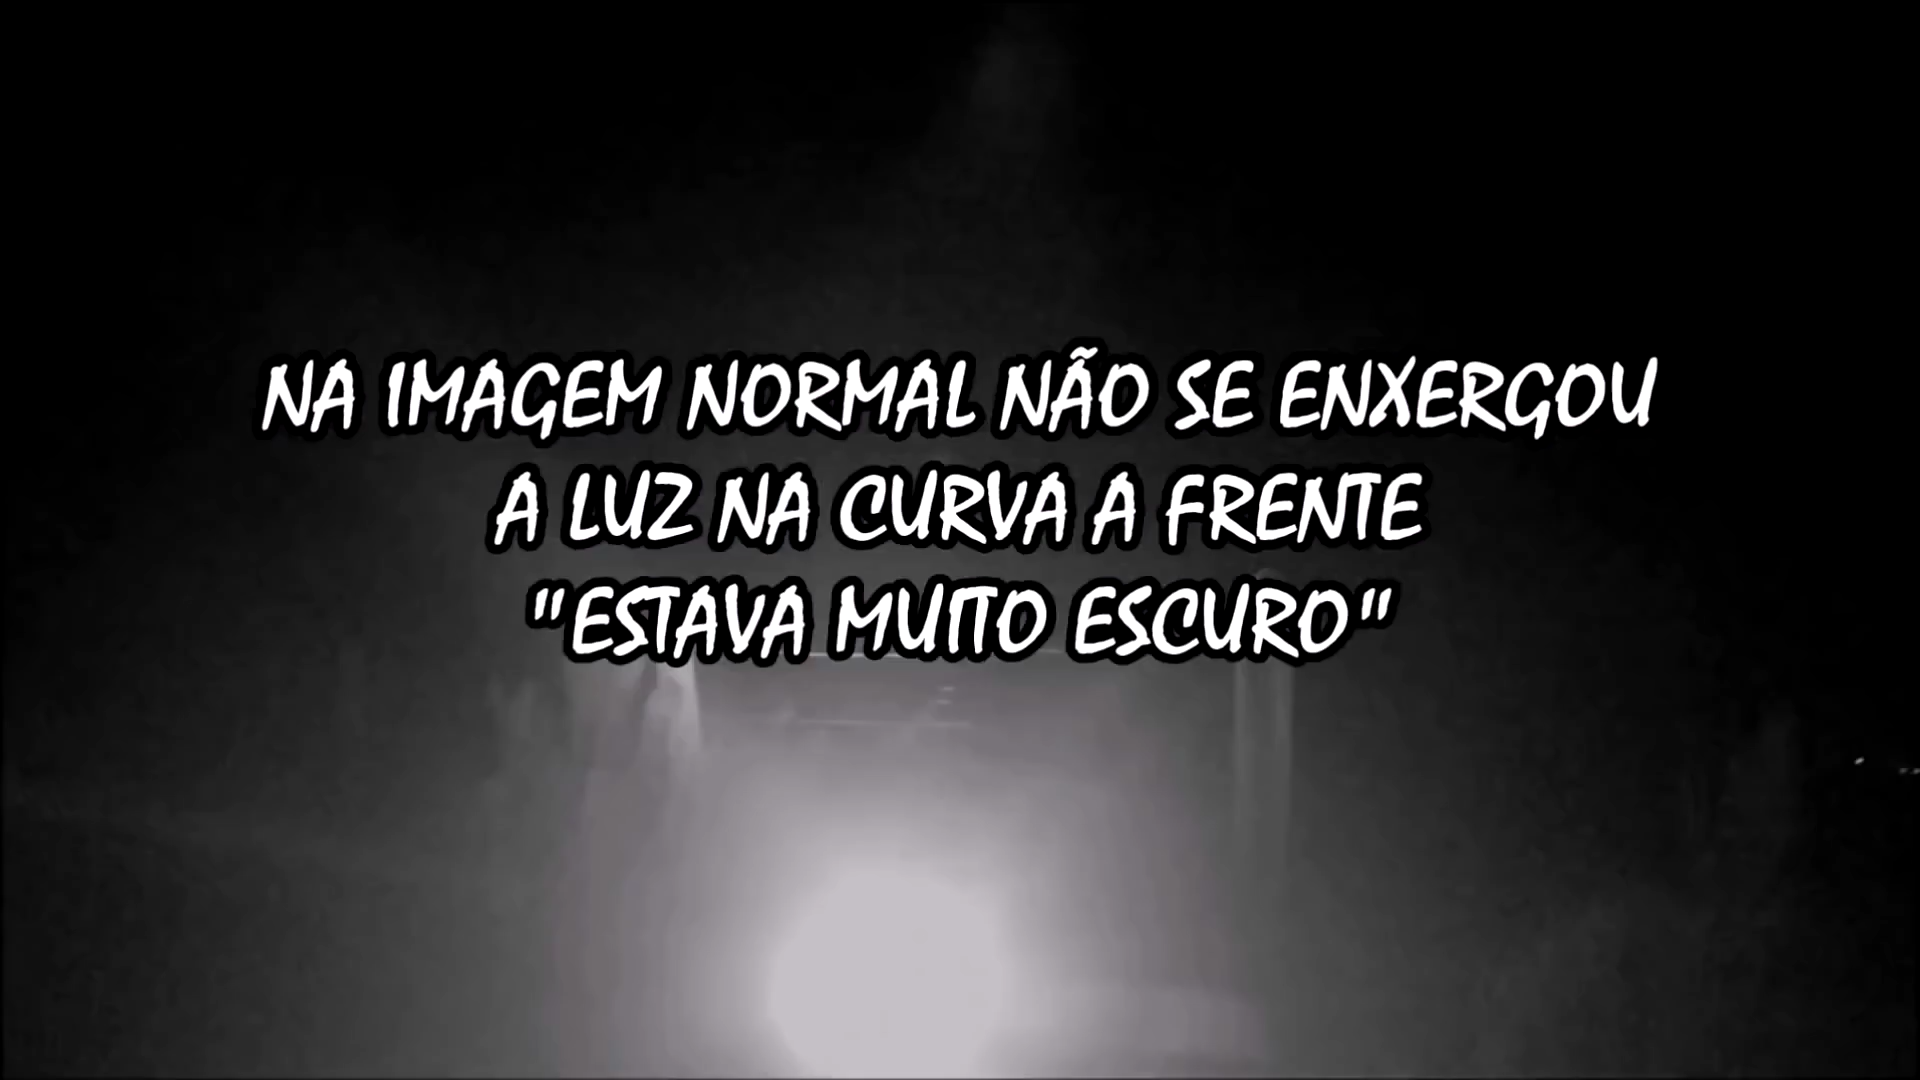 NA IMAGEM NORMAL NÃO SE ENXERGOU
A LUZ NA CURVA A FRENTE
"ESTAVA MUITO ESCURO"